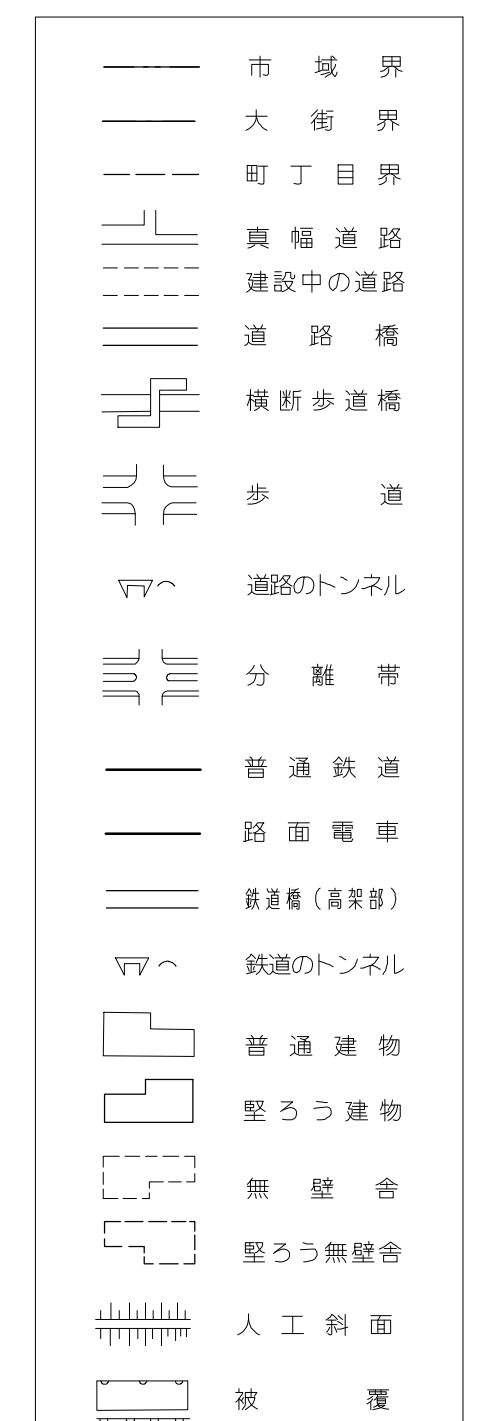 市域界
大街界
町丁目界
真幅道路
建設中の道路
道路橋
横断歩道橋
歩道
道路のトンネル
分離帯
普通鉄道
路面電車
鉄道橋（高架部）
鉄道のトンネル
普通建物
堅ろう建物
無壁舎
堅ろう無壁舎
人工斜面
被覆